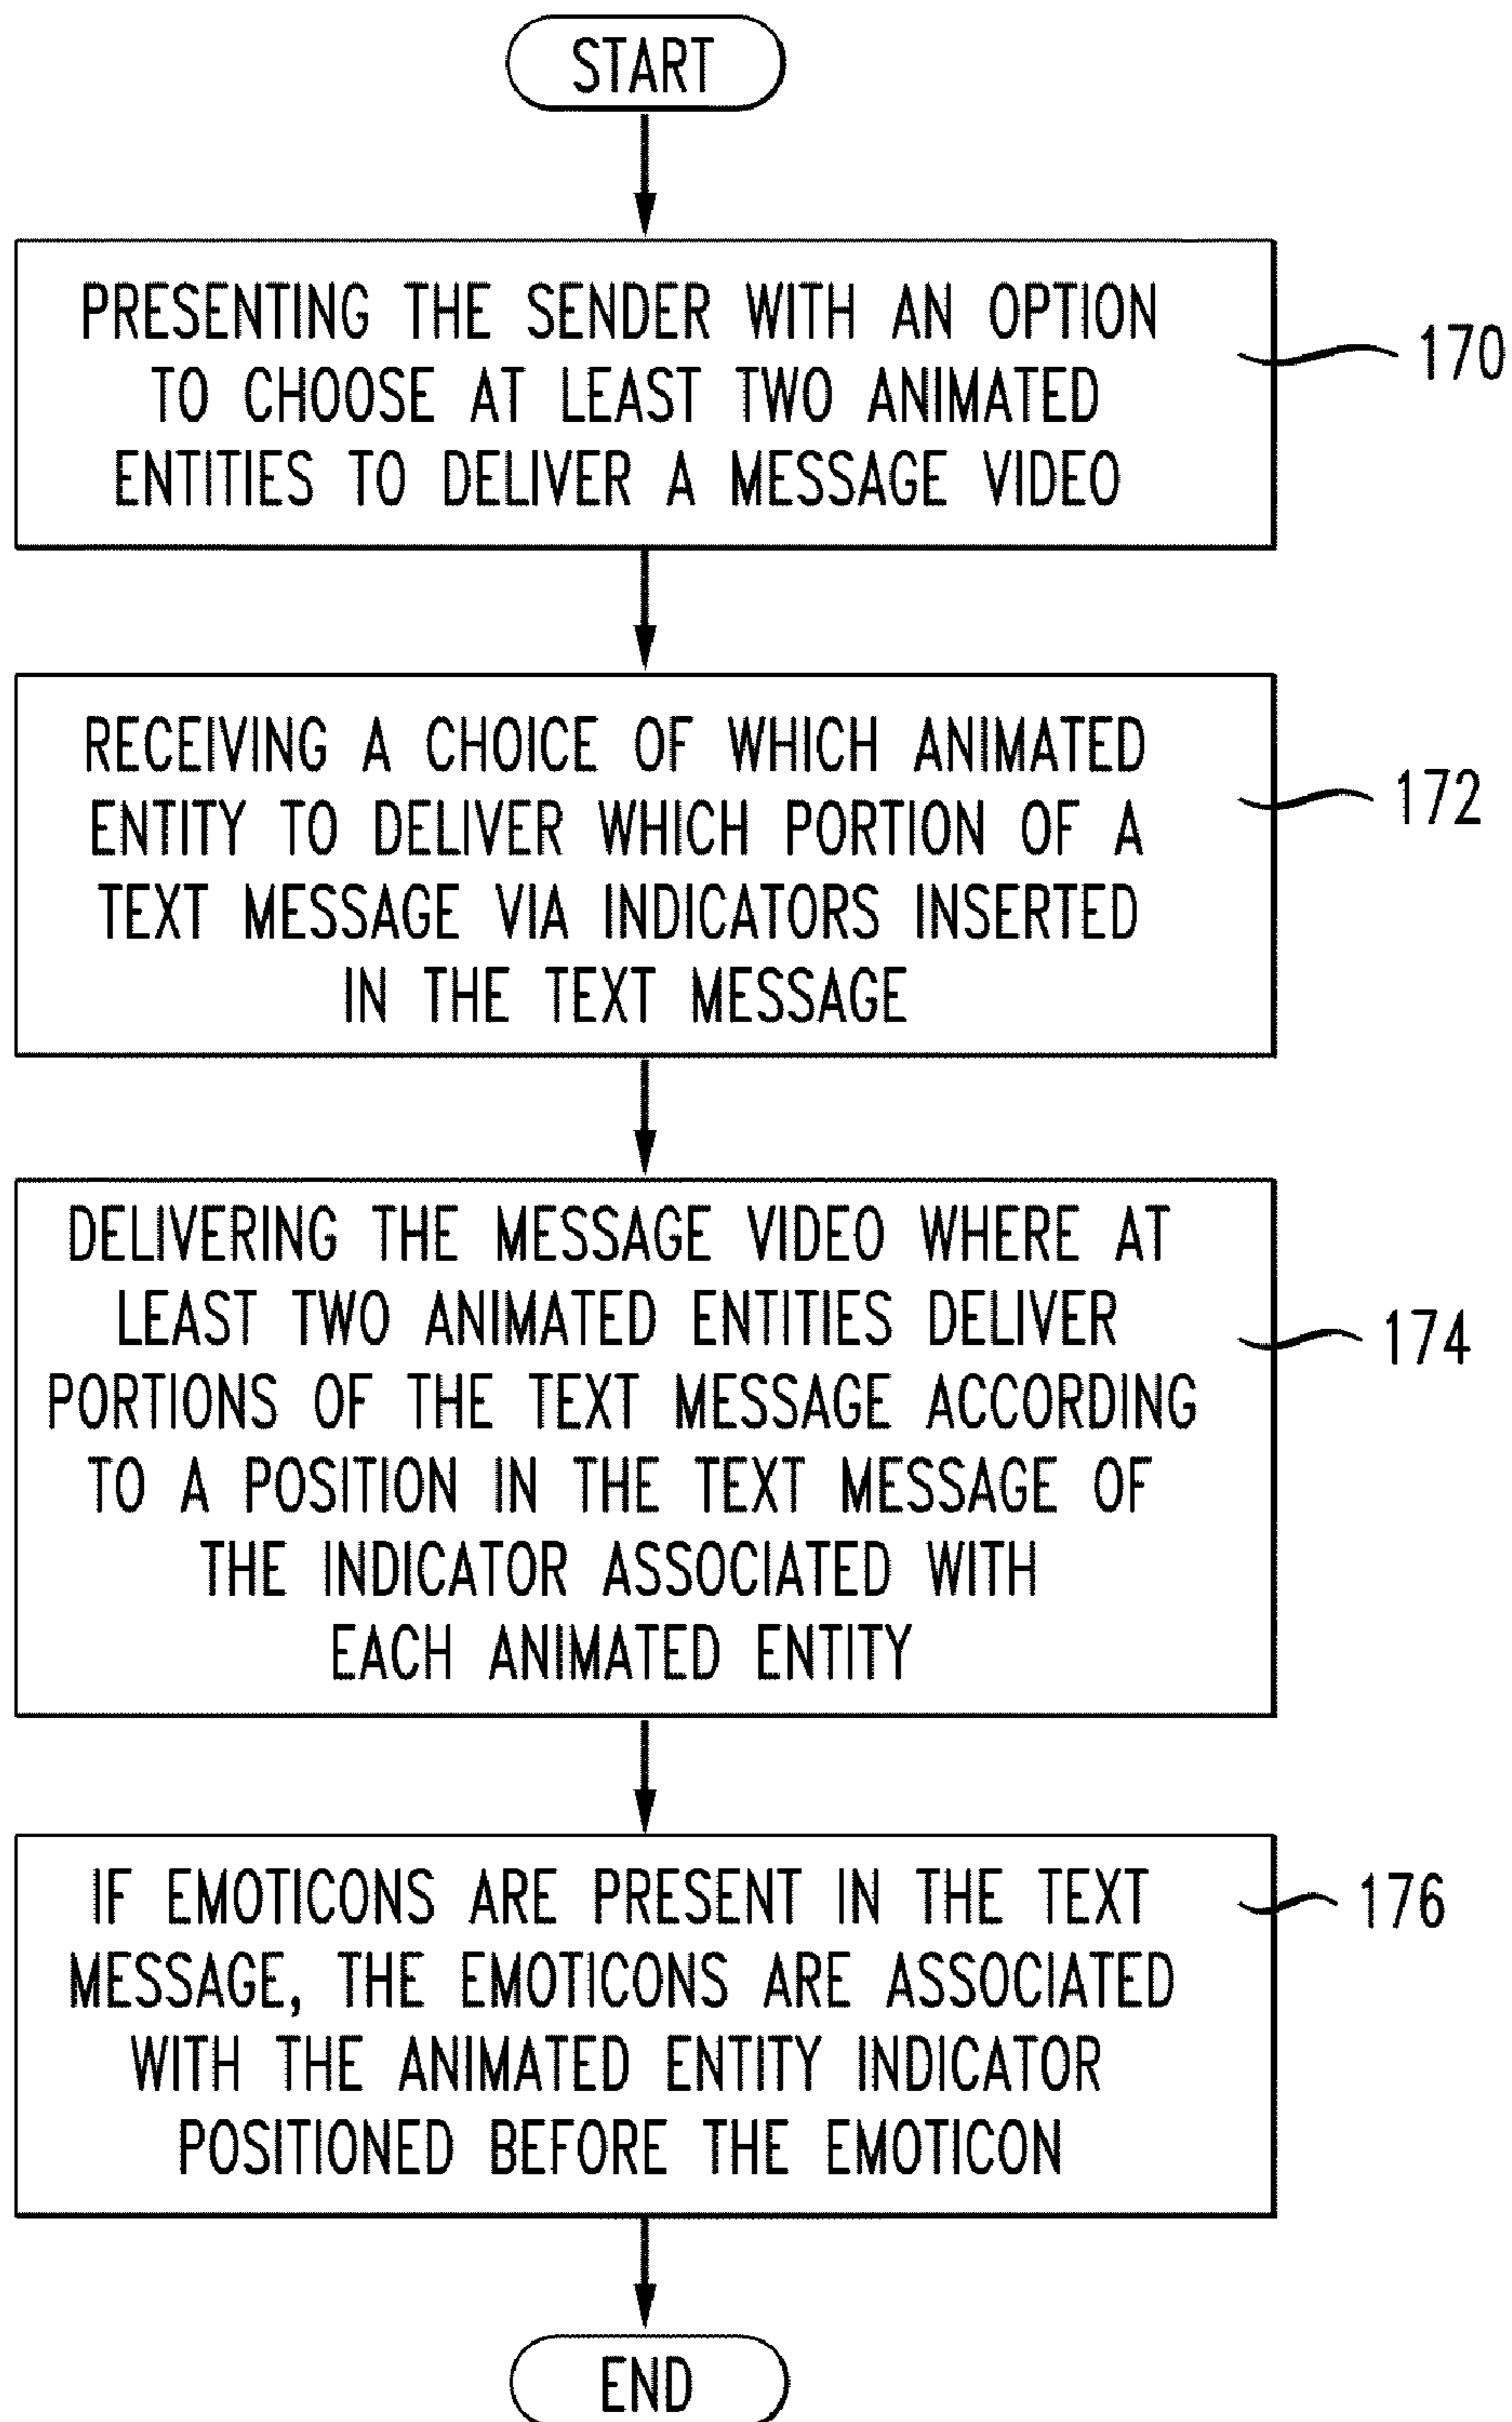 START
PRESENTING THE SENDER WITH AN OPTION
TO CHOOSE AT LEAST TWO ANIMATED
ENTITIES TO DELIVER A MESSAGE VIDEO
170
RECEIVING A CHOICE OF WHICH ANIMATED
ENTITY TO DELIVER WHICH PORTION OF A
TEXT MESSAGE VIA INDICATORS INSERTED
IN THE TEXT MESSAGE
172
DELIVERING THE MESSAGE VIDEO WHERE AT
LEAST TWO ANIMATED ENTITIES DELIVER
PORTIONS OF THE TEXT MESSAGE ACCORDING
TO A POSITION IN THE TEXT MESSAGE OF
THE INDICATOR ASSOCIATED WITH
EACH ANIMATED ENTITY
174
IF EMOTICONS ARE PRESENT IN THE TEXT
MESSAGE, THE EMOTICONS ARE ASSOCIATED
WITH THE ANIMATED ENTITY INDICATOR
POSITIONED BEFORE THE EMOTICON
176
END